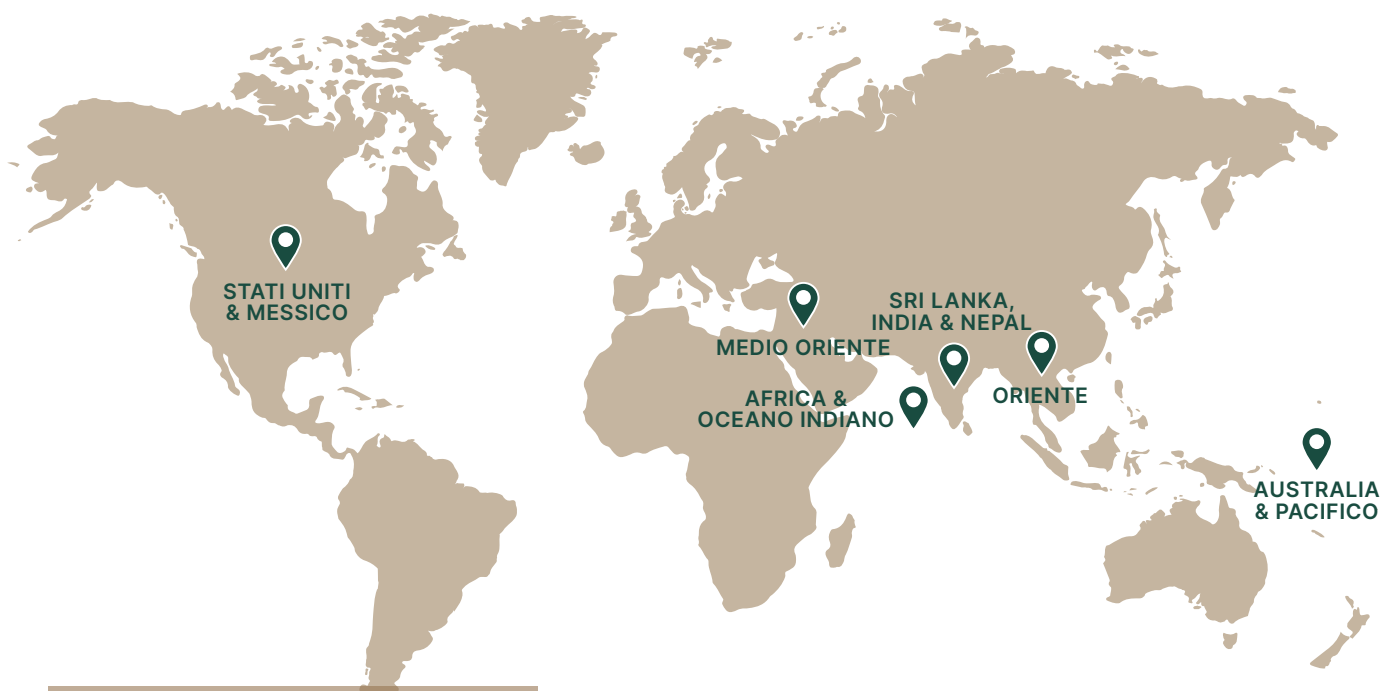 STATI UNITI
& MESSICO
SRI LANKA,
INDIA & NEPAL
MEDIO ORIENTE
AFRICA &
OCEANO INDIANO
ORIENTE
AUSTRALIA
& PACIFICO